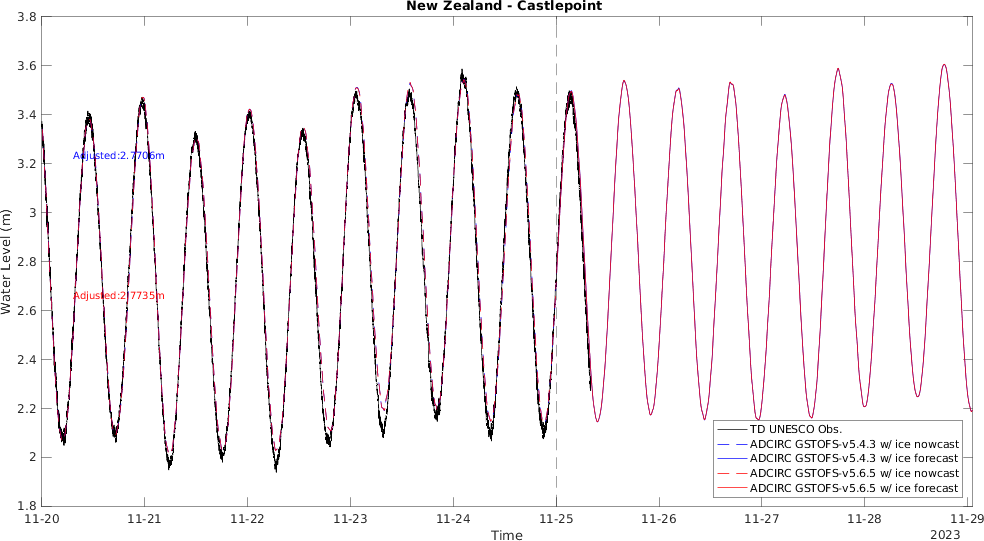 New Zealand - Castlepoint
3.8
3.6
3.4
3.2
3
2.8
2.6
2.4
2.2
2
1.8
Water Level (m)
Adjusted:2.7706m
Adjusted:2.7735m
TD UNESCO Obs.
ADCIRC GSTOFS-v5.4.3 w/ ice nowcast
ADCIRC GSTOFS-v5.4.3 w/ ice forecast
ADCIRC GSTOFS-v5.6.5 w/ ice nowcast
ADCIRC GSTOFS-v5.6.5 w/ ice forecast
11-20 11-21 11-22 11-23 11-24 11-25 11-26 11-27 11-28 11-29
Time
2023